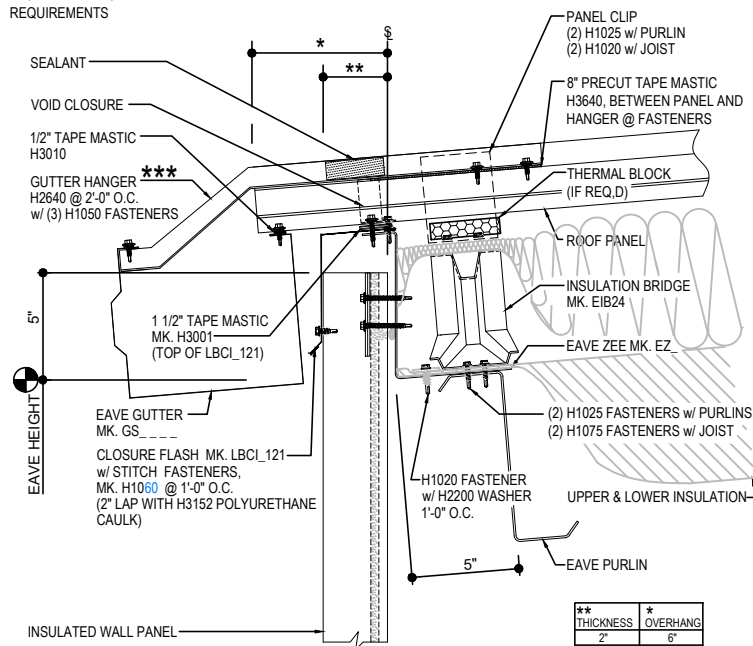 REQUIREMENTS
SEALANT
VOID CLOSURE
1/2" TAPE MASTIC
H3010
GUTTER HANGER ***
H2640 @ 2'-0" O.C.
w/ (3) H1050 FASTENERS
*
**
PANEL CLIP
(2) H1025 w/ PURLIN
(2) H1020 w/ JOIST
8" PRECUT TAPE MASTIC
H3640, BETWEEN PANEL AND
HANGER @ FASTENERS
THERMAL BLOCK
(IF REQ,D)
ROOF PANEL
INSULATION BRIDGE
MK. EIB24
EAVE ZEE MK. EZ_
(2) H1025 FASTENERS w/ PURLINS
(2) H1075 FASTENERS w/ JOIST
5"
EAVE HEIGHT
1 1/2" TAPE MASTIC
MK. H3001
(TOP OF LBCI_121)
EAVE GUTTER
MK. GS_ _ _ _
CLOSURE FLASH MK. LBCI_121
w/ STITCH FASTENERS,
MK. H1060 @ 1'-0" O.C.
(2" LAP WITH H3152 POLYURETHANE
CAULK)
H1020 FASTENER
w/ H2200 WASHER
1'-0" O.C.
UPPER & LOWER INSULATION
EAVE PURLIN
5"
INSULATED WALL PANEL
** THICKNESS * OVERHANG
2" 6"